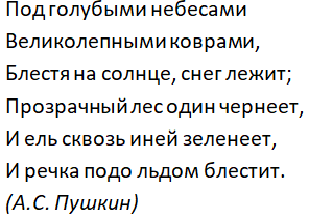 Под голубыми небесами
Великолепными коврами,
Блестя на солнце, снег лежит;
Прозрачный лес один чернеет,
И ель сквозь иней зеленеет,
И речка подо льдом блестит.
(А.С. Пушкин)